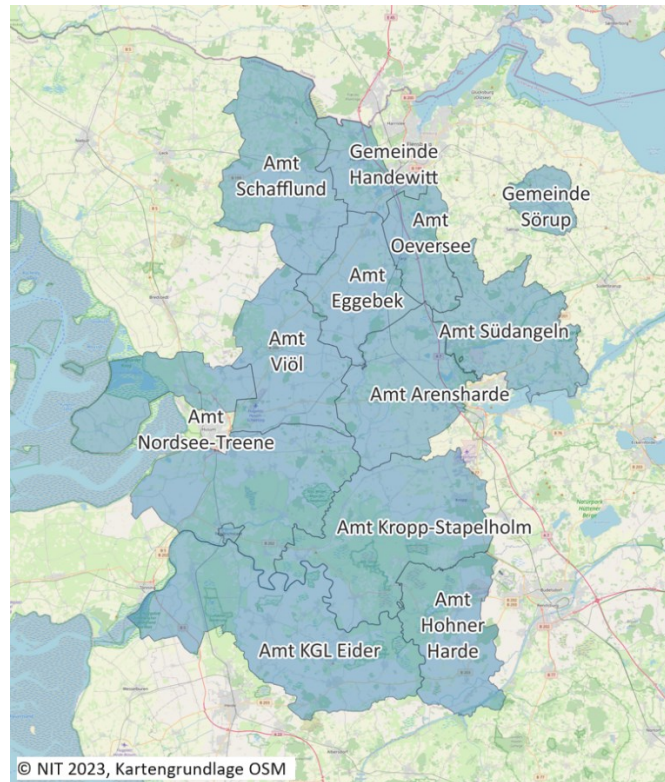 Amt
Schafflund
Gemeinde
Handewitt
Gemeinde
Sörup
Amt
Oeversee
Amt
Eggebek
Amt Südangeln
Amt
Viöl
Amt Arensharde
Amt
Nordsee-Treene
Amt Kropp-Stapelholm
Amt
Hohner
Harde
Amt KGL Eider
© NIT 2023, Kartengrundlage OSM